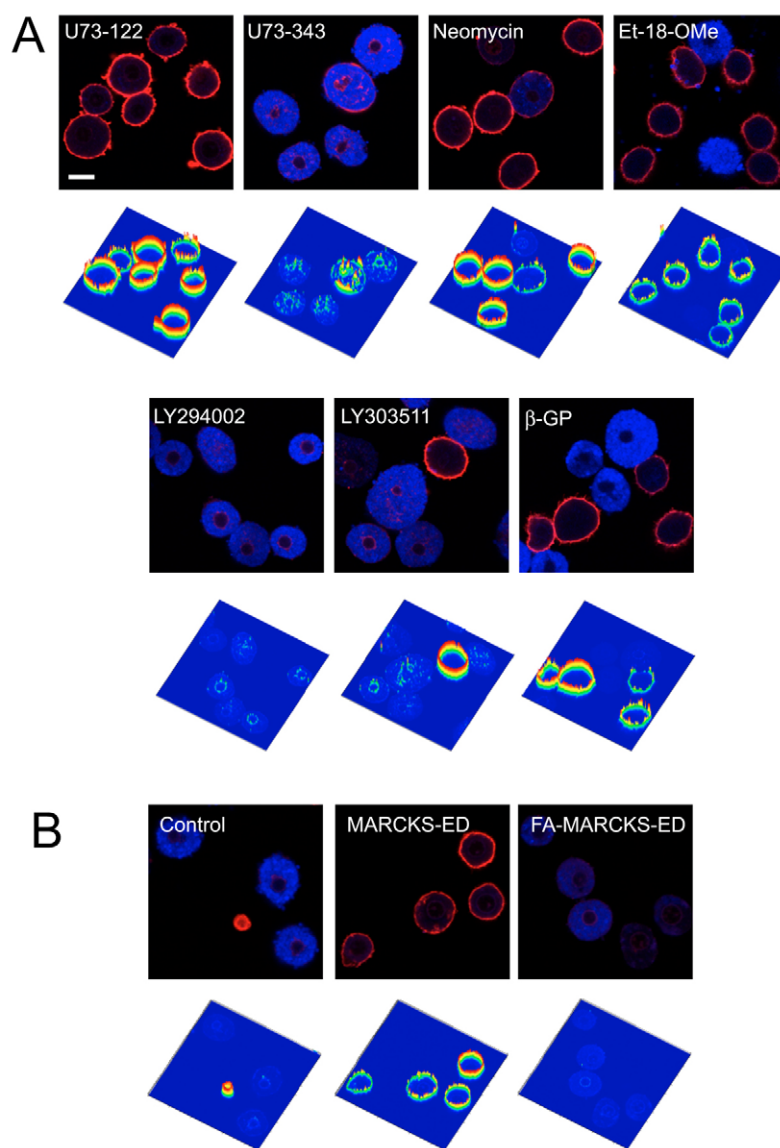 A
U73-122 U73-343 Neomycin Et-18-OMe
LY294002 LY303511 β-GP
B
Control MARCKS-ED FA-MARCKS-ED